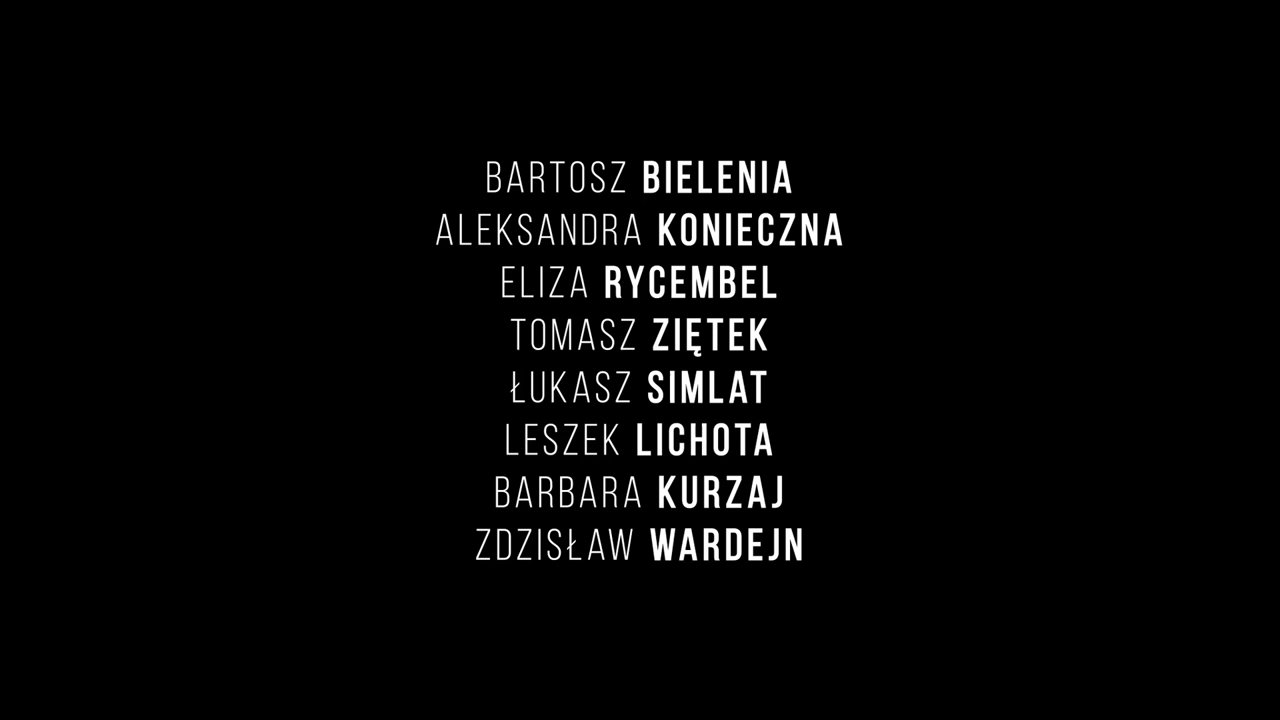 BARTOSZ BIELENIA
ALEKSANDRA KONIECZNA
ELIZA RYCEMBEL
TOMASZ ZIĘTEK
ŁUKASZ SIMLAT
LESZEK LICHOTA
BARBARA KURZAJ
ZDZISŁAW WARDEJN